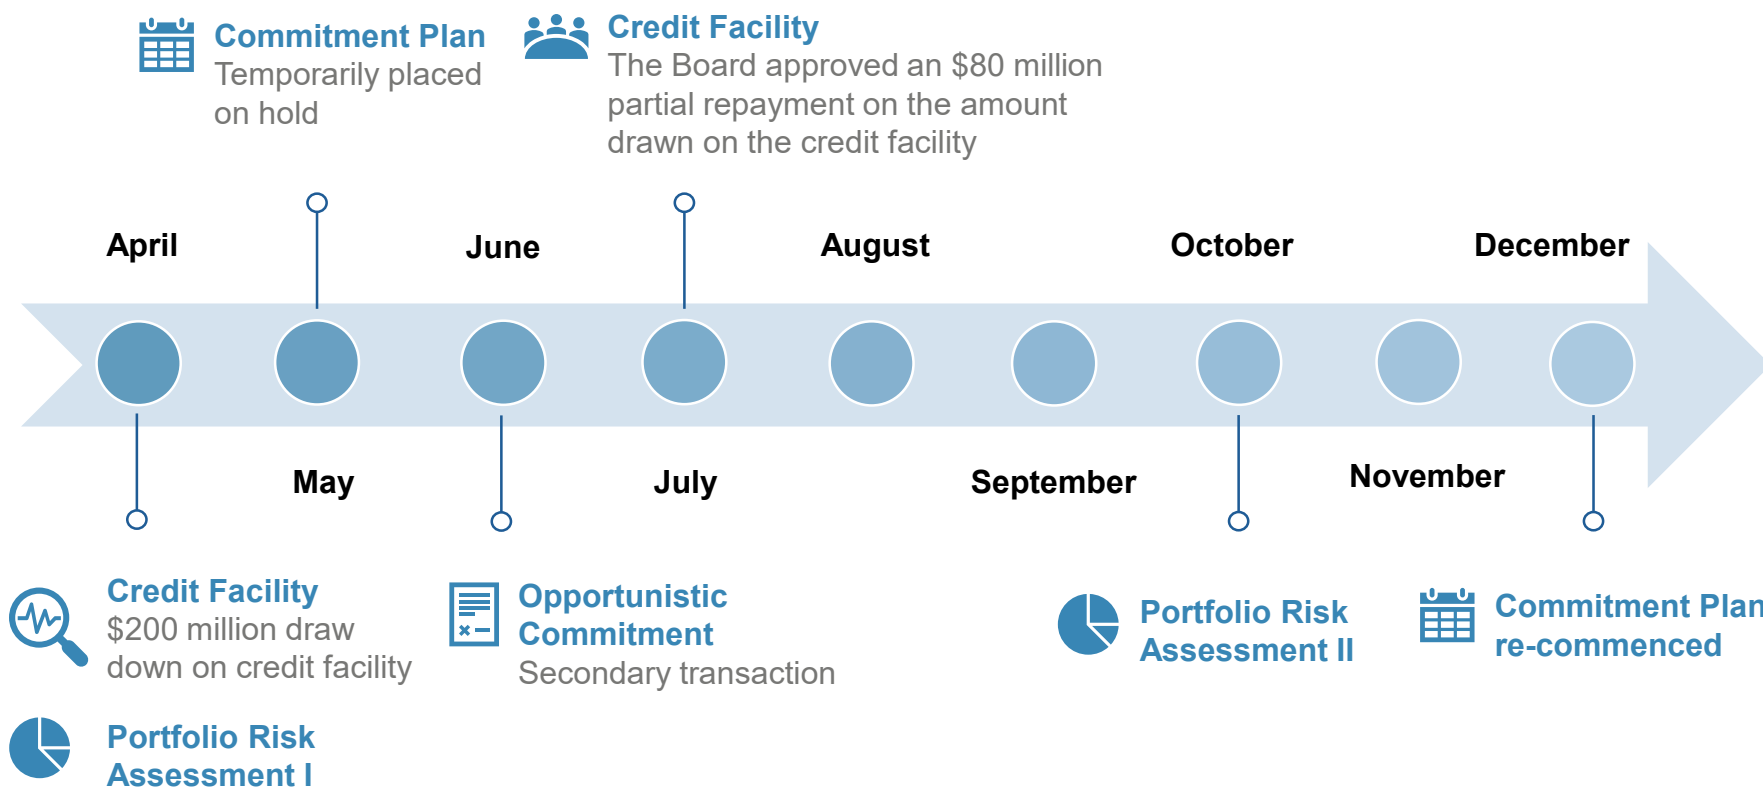 Commitment Plan
Temporarily placed
on hold
Credit Facility
The Board approved an $80 million
partial repayment on the amount
drawn on the credit facility
April
June
August
October
December
May
July
September
November
Credit Facility
$200 million draw
down on credit facility
Portfolio Risk
Assessment I
Opportunistic
Commitment
Secondary transaction
Portfolio Risk
Assessment II
Commitment Plan
re-commenced